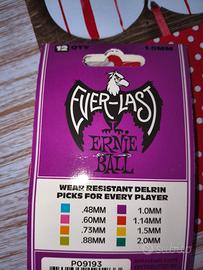 12 QTY 1.5MM
EVER-LAST
ERNIE
BALL
WEAR RESISTANT DELRIN
PICKS FOR EVERY PLAYER
.48MM 1.0MM
.60MM 1.14MM
.73MM 1.5MM
.88MM 2.0MM
P09193